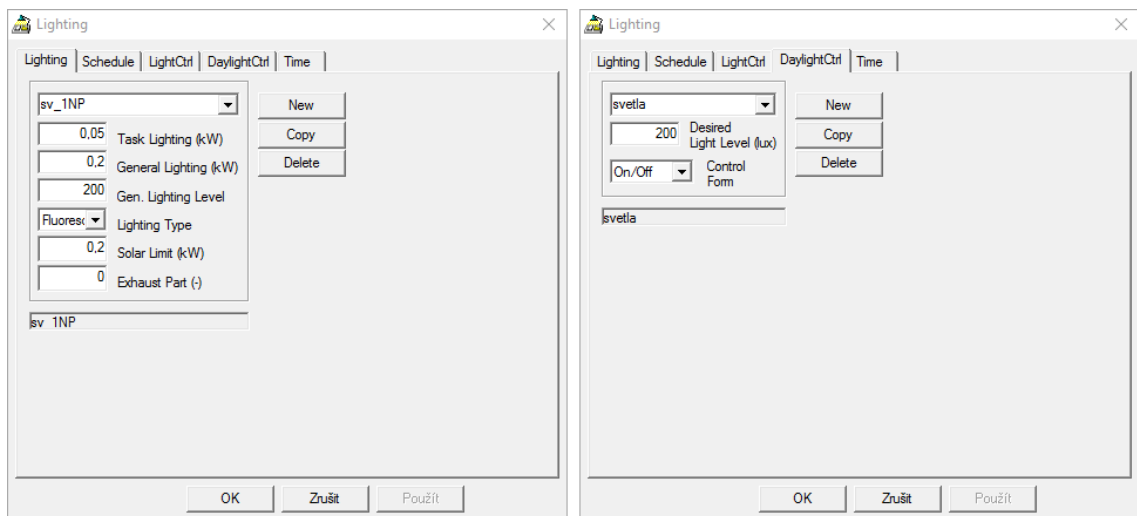 Lighting
Lighting Schedule LightCtrl DaylightCtrl Time
sv_1NP
New
0,05 Task Lighting (kW)
Copy
0,2 General Lighting (kW)
Delete
200 Gen. Lighting Level
Fluoresc Lighting Type
0,2 Solar Limit (kW)
0 Exhaust Part (-)
sv_1NP
OK Zrušit Použít
Lighting
Lighting Schedule LightCtrl DaylightCtrl Time
svetla
New
200 Desired
Light Level (lux)
Copy
On/Off Control
Form
Delete
svetla
OK Zrušit Použít